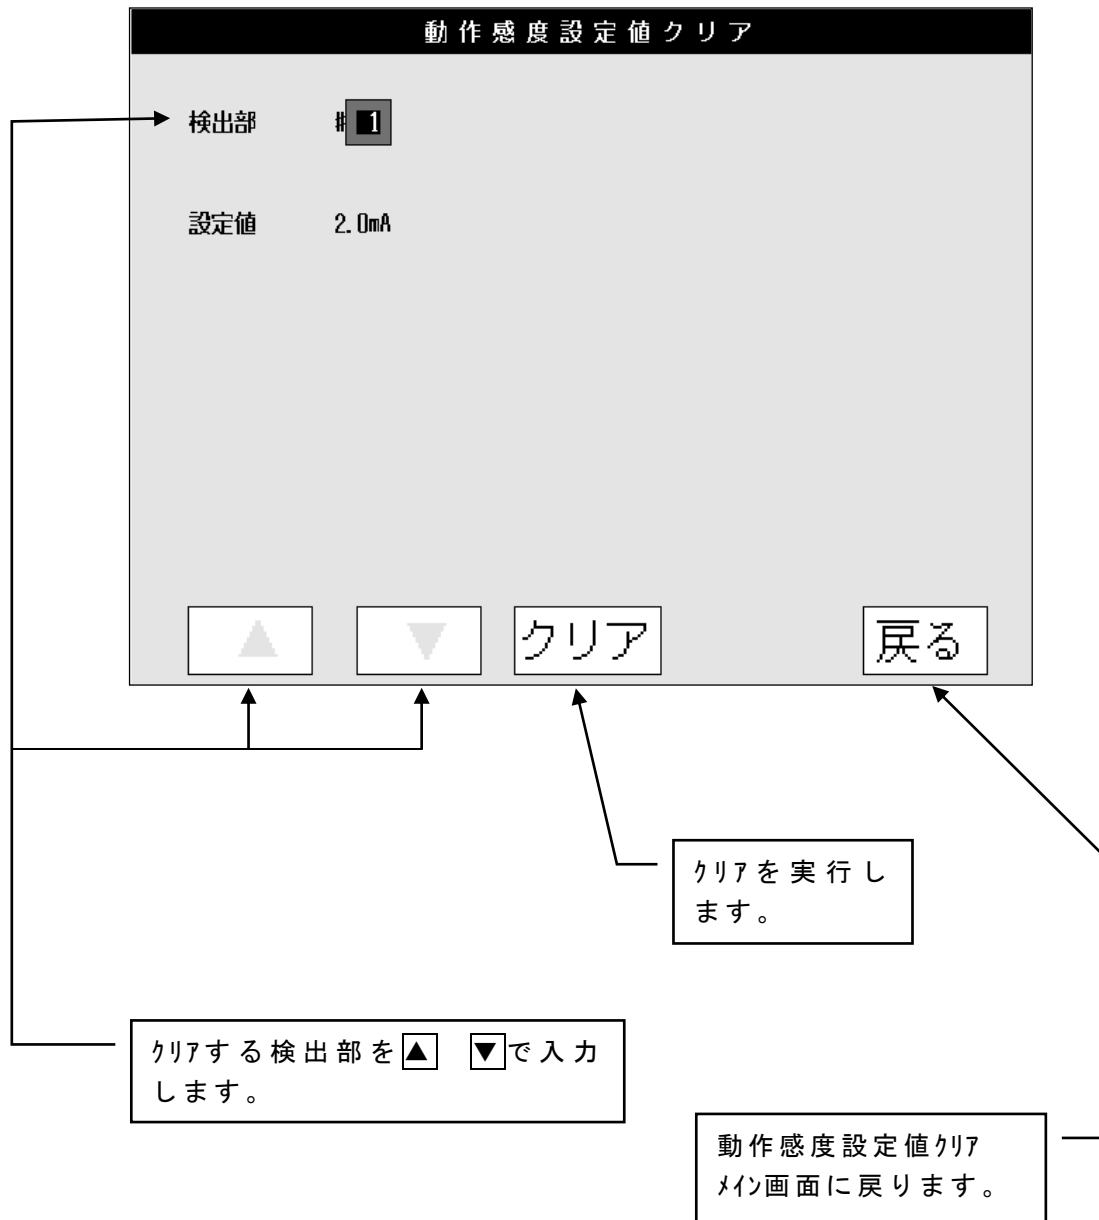 動作感度設定値クリア
検出部 #1
設定値 2.0mA
▲ ▼ クリア 戻る
ｸﾘｱを実行し
ます。
ｸﾘｱする検出部を▲ ▼で入力
します。
動作感度設定値ｸﾘｱ
ﾒｲﾝ画面に戻ります。